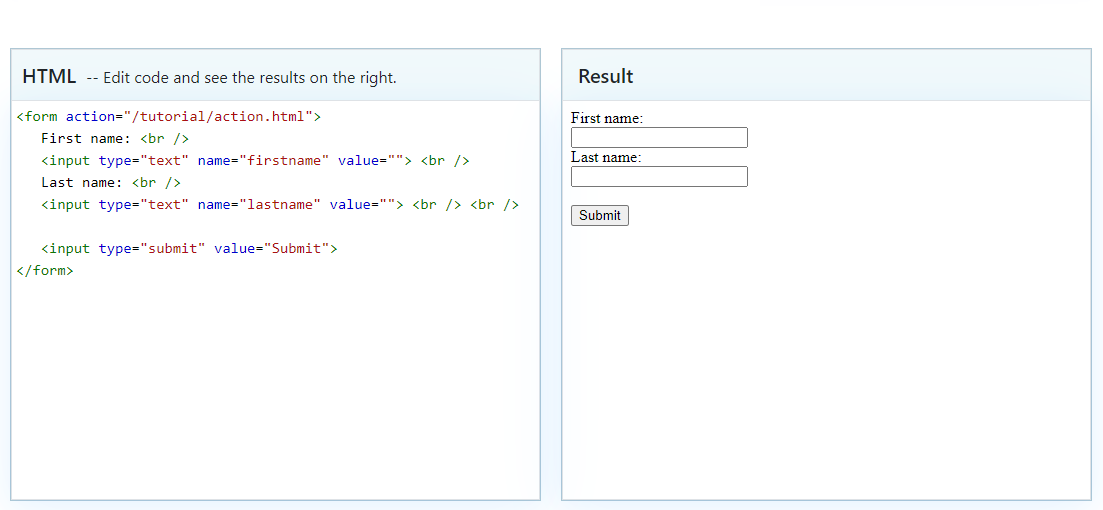 HTML -- Edit code and see the results on the right.
<form action="/tutorial/action.html">
First name: <br />
<input type="text" name="firstname" value=""> <br />
Last name: <br />
<input type="text" name="lastname" value=""> <br /> <br />
<input type="submit" value="Submit">
</form>
Result
First name:
Last name:
Submit